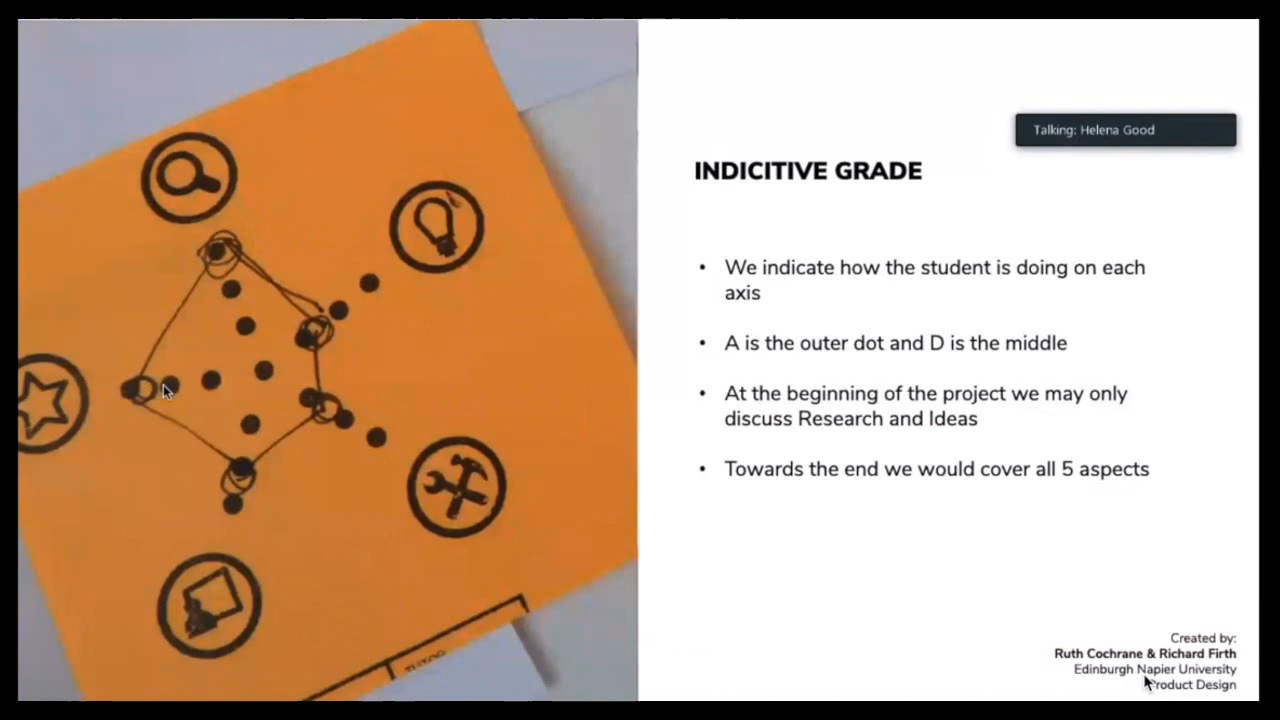 Talking: Helena Good
INDICITIVE GRADE
• We indicate how the student is doing on each
axis
• A is the outer dot and D is the middle
• At the beginning of the project we may only
discuss Research and Ideas
• Towards the end we would cover all 5 aspects
Created by:
Ruth Cochrane & Richard Firth
Edinburgh Napier University
Product Design